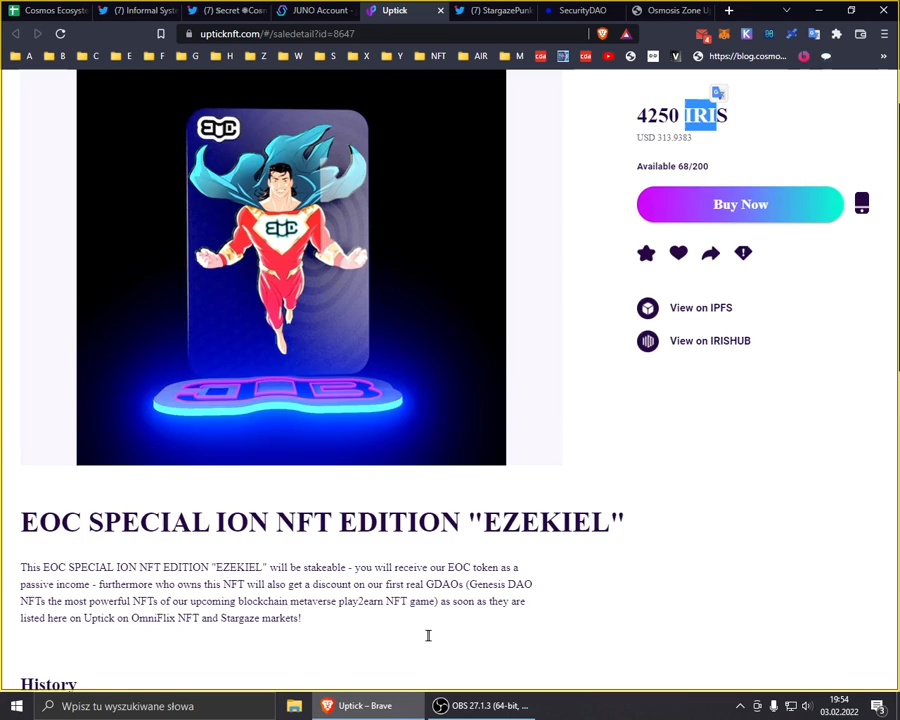 Cosmos Ecosyste
(7) Informal Syst
(7) Secret Cos
JUNO Account -
Uptick
(7) StargazePunk
SecurityDAO
Osmosis Zone U
upticknft.com/#/saledetail?id=8647
A
B
C
E
F
G
H
Z
W
S
X
Y
NFT
AIR
M
https://blog.cosmo...
»
EOC
4250 IRIS
USD 313.9383
Available 68/200
Buy Now
View on IPFS
View on IRISHUB
EOC SPECIAL ION NFT EDITION "EZEKIEL"
This EOC SPECIAL ION NFT EDITION "EZEKIEL" will be stakeable - you will receive our EOC token as a
passive income - furthermore who owns this NFT will also get a discount on our first real GDAOs (Genesis DAO
NFTs the most powerful NFTs of our upcoming blockchain metaverse play2earn NFT game) as soon as they are
listed here on Uptick on OmniFlix NFT and Stargaze markets!
History
Wpisz tu wyszukiwane słowa
Uptick – Brave
OBS 27.1.3 (64-bit, ...
19:54
03.02.2022
3